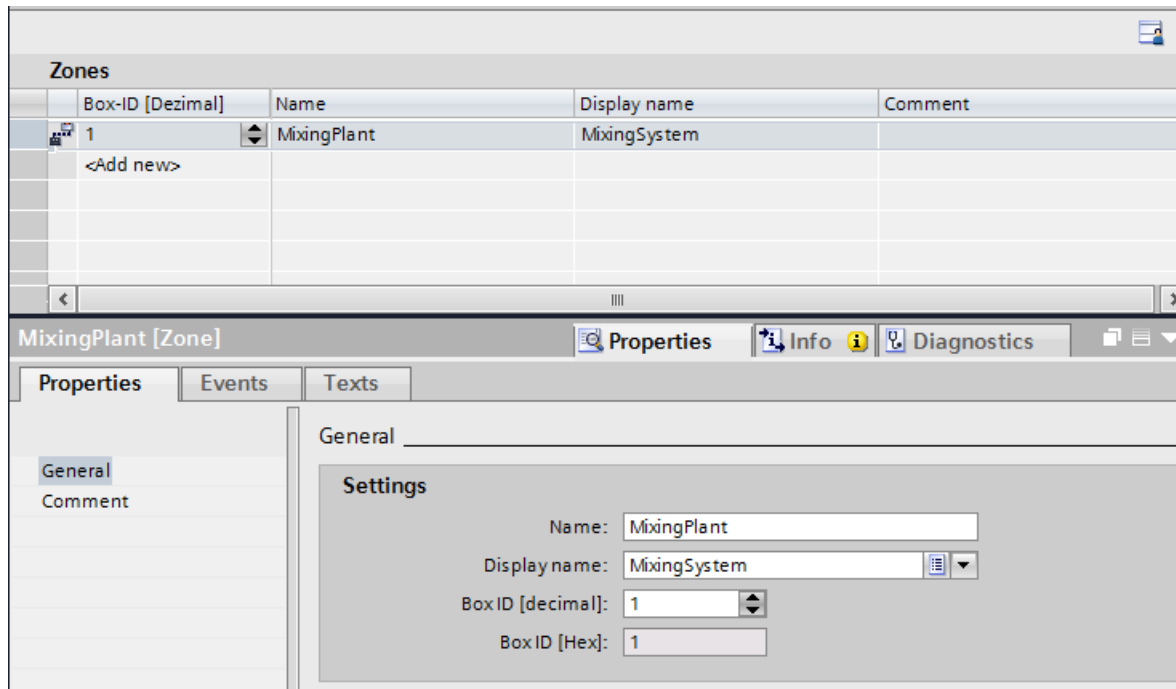 Zones
Box-ID [Dezimal] Name Display name Comment
1 MixingPlant MixingSystem
<Add new>
MixingPlant [Zone] Properties Info Diagnostics
Properties Events Texts
General
General
Comment
Settings
Name: MixingPlant
Display name: MixingSystem
Box ID [decimal]: 1
Box ID [Hex]: 1